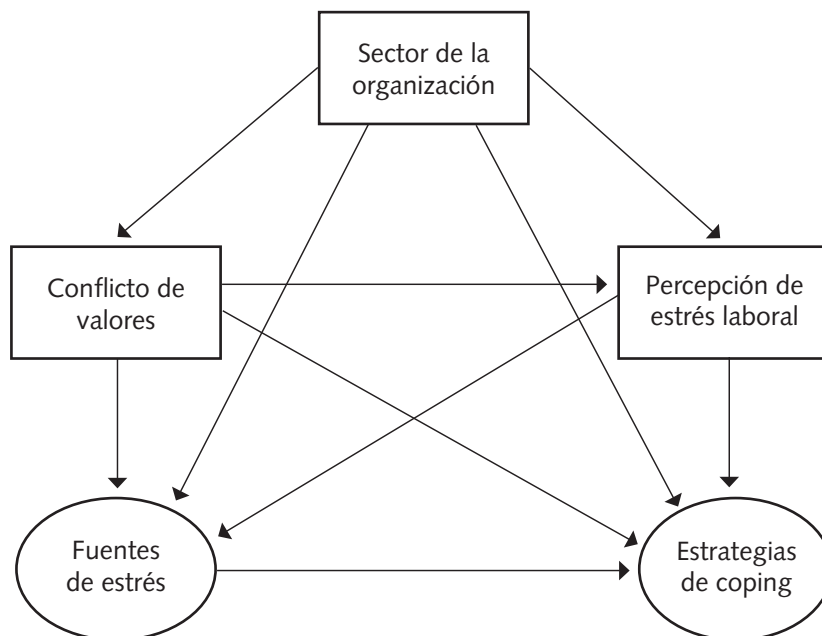 Sector de la
organización
Conflicto de
valores
Percepción de
estrés laboral
Fuentes
de estrés
Estrategias
de coping